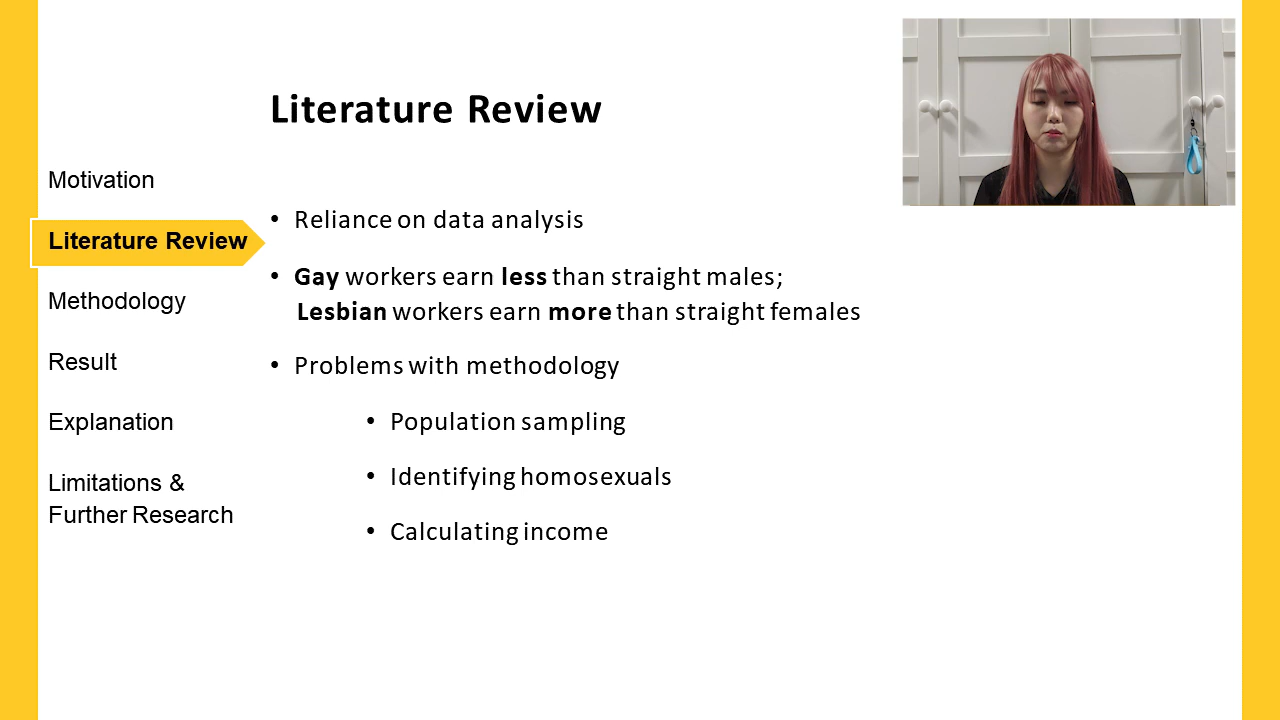 Literature Review
Motivation
Literature Review
Methodology
Result
Explanation
Limitations &
Further Research
• Reliance on data analysis
• Gay workers earn less than straight males;
Lesbian workers earn more than straight females
• Problems with methodology
• Population sampling
• Identifying homosexuals
• Calculating income